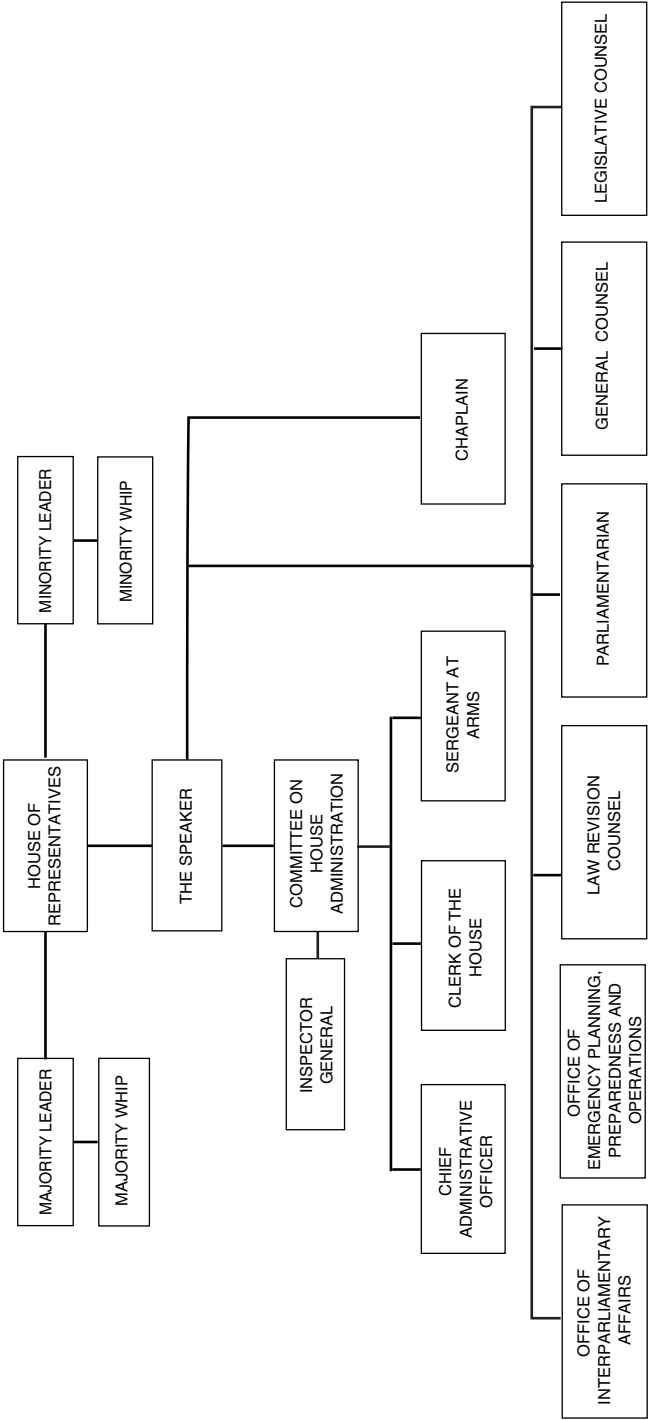 HOUSE OF
REPRESENTATIVES
MAJORITY LEADER
MAJORITY WHIP
MINORITY LEADER
MINORITY WHIP
THE SPEAKER
COMMITTEE ON
HOUSE
ADMINISTRATION
INSPECTOR
GENERAL
CHIEF
ADMINISTRATIVE
OFFICER
CLERK OF THE
HOUSE
SERGEANT AT
ARMS
CHAPLAIN
OFFICE OF
INTERPARLIAMENTARY
AFFAIRS
OFFICE OF
EMERGENCY PLANNING,
PREPAREDNESS AND
OPERATIONS
LAW REVISION
COUNSEL
PARLIAMENTARIAN
GENERAL COUNSEL
LEGISLATIVE COUNSEL